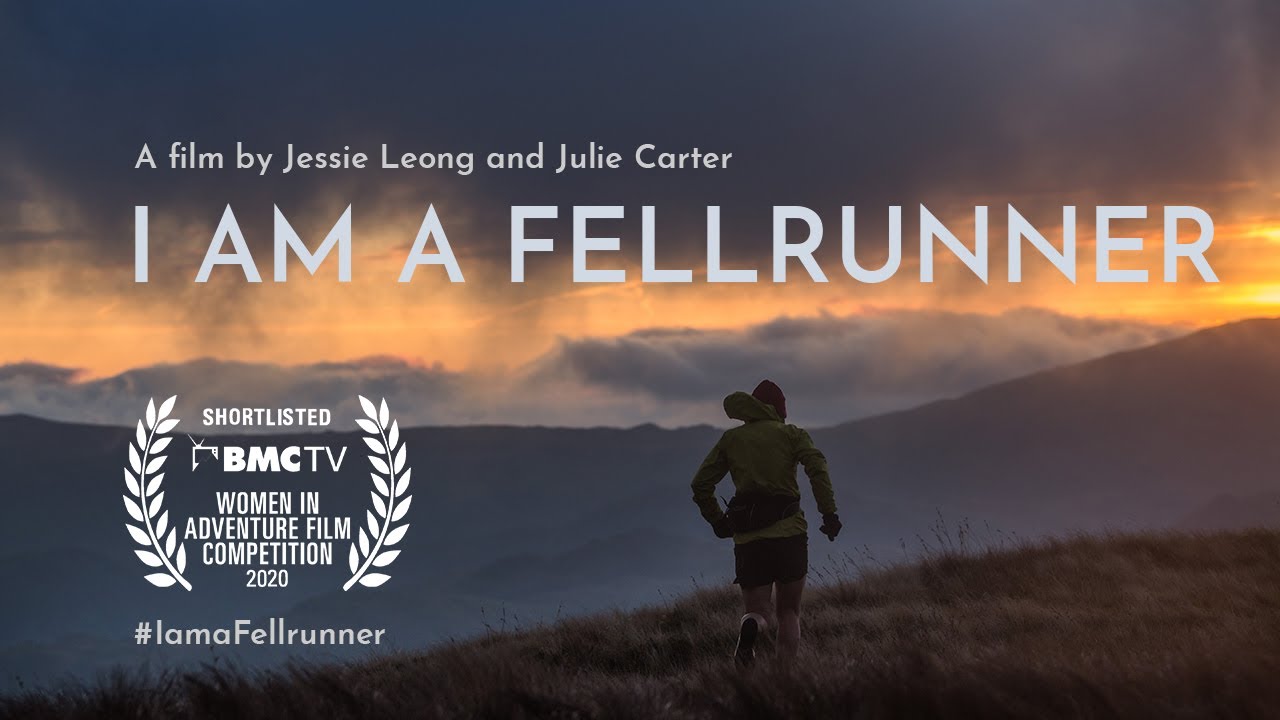 A film by Jessie Leong and Julie Carter
I AM A FELLRUNNER
SHORTLISTED
BMCTV
WOMEN IN
ADVENTURE FILM
COMPETITION
2020
#IamaFellrunner